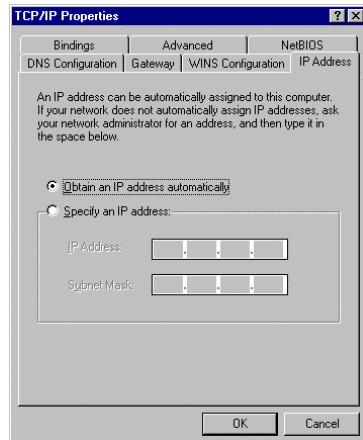 TCP/IP Properties
Bindings Advanced NetBIOS
DNS Configuration Gateway WINS Configuration IP Address
An IP address can be automatically assigned to this computer.
If your network does not automatically assign IP addresses, ask
your network administrator for an address, and then type it in
the space below.
Obtain an IP address automatically
Specify an IP address:
IP Address:
Subnet Mask:
OK Cancel